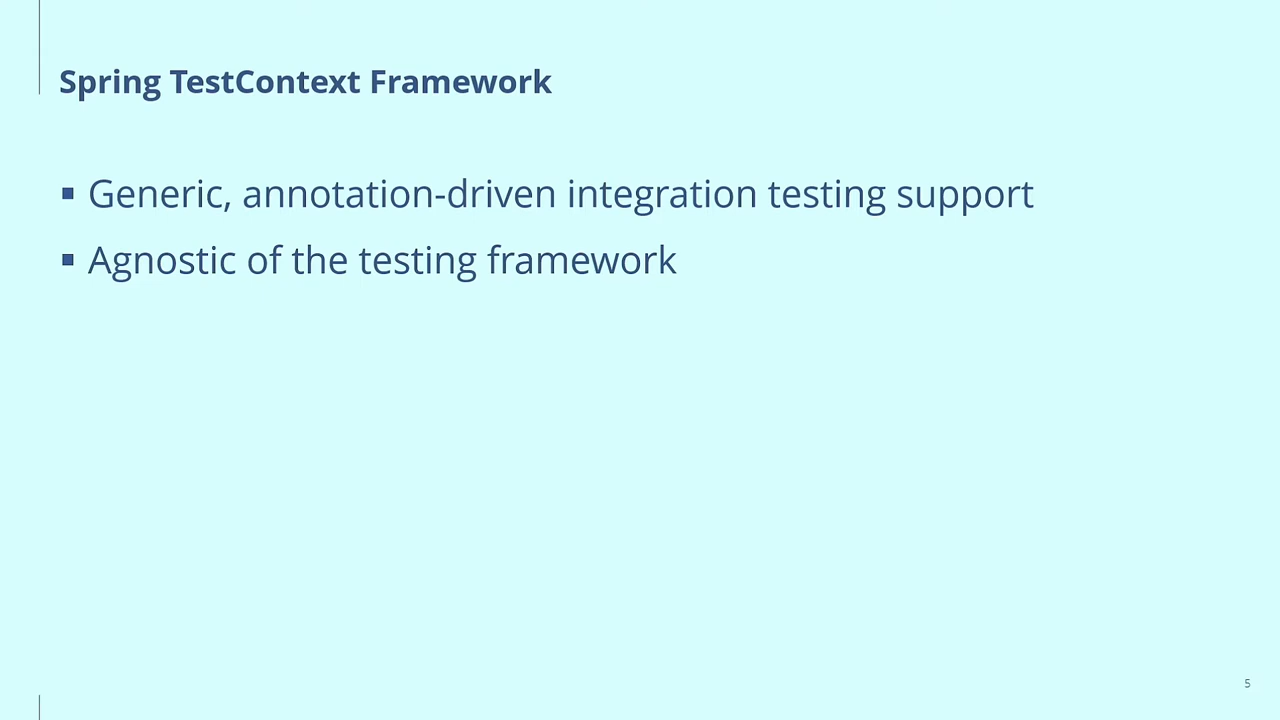 Spring TestContext Framework
▪ Generic, annotation-driven integration testing support
▪ Agnostic of the testing framework
5